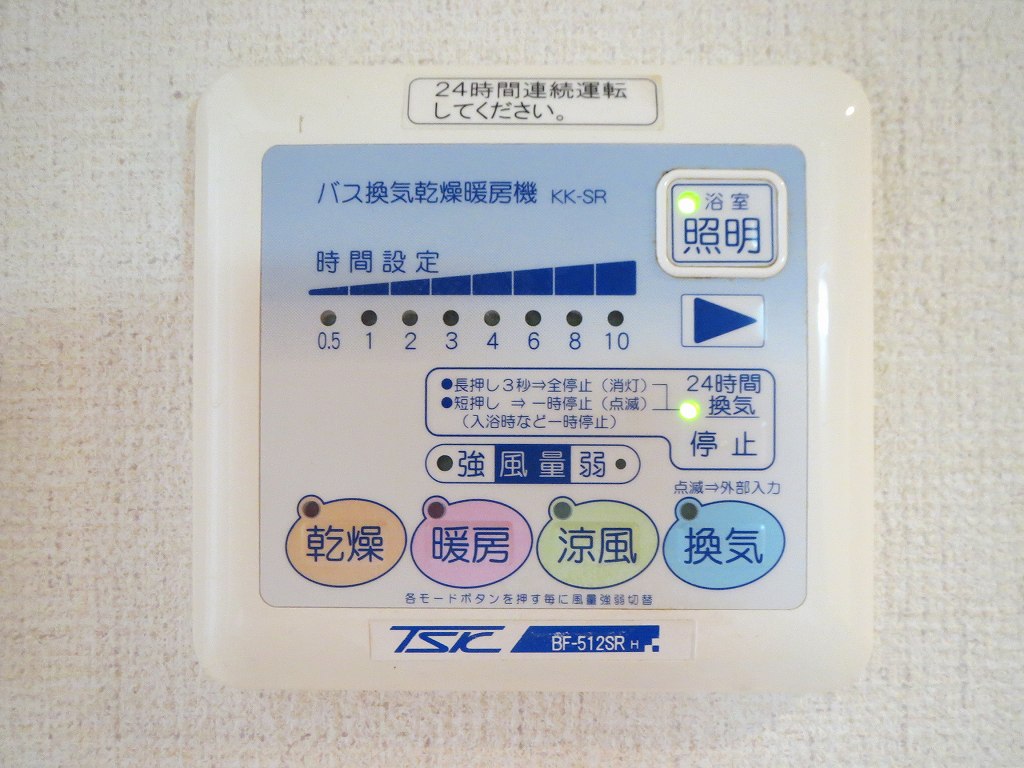 24時間連続運転
してください。
バス換気乾燥暖房機 KK-SR
浴室
照明
時間設定
0.5 1 2 3 4 6 8 10
●長押し3秒⇒全停止（消灯）
●短押し ⇒ 一時停止（点滅）
（入浴時など一時停止）
24時間
換気
停止
強 風量 弱
点滅⇒外部入力
乾燥 暖房 涼風 換気
各モードボタンを押す毎に風量強弱切替
TSK BF-512SR H